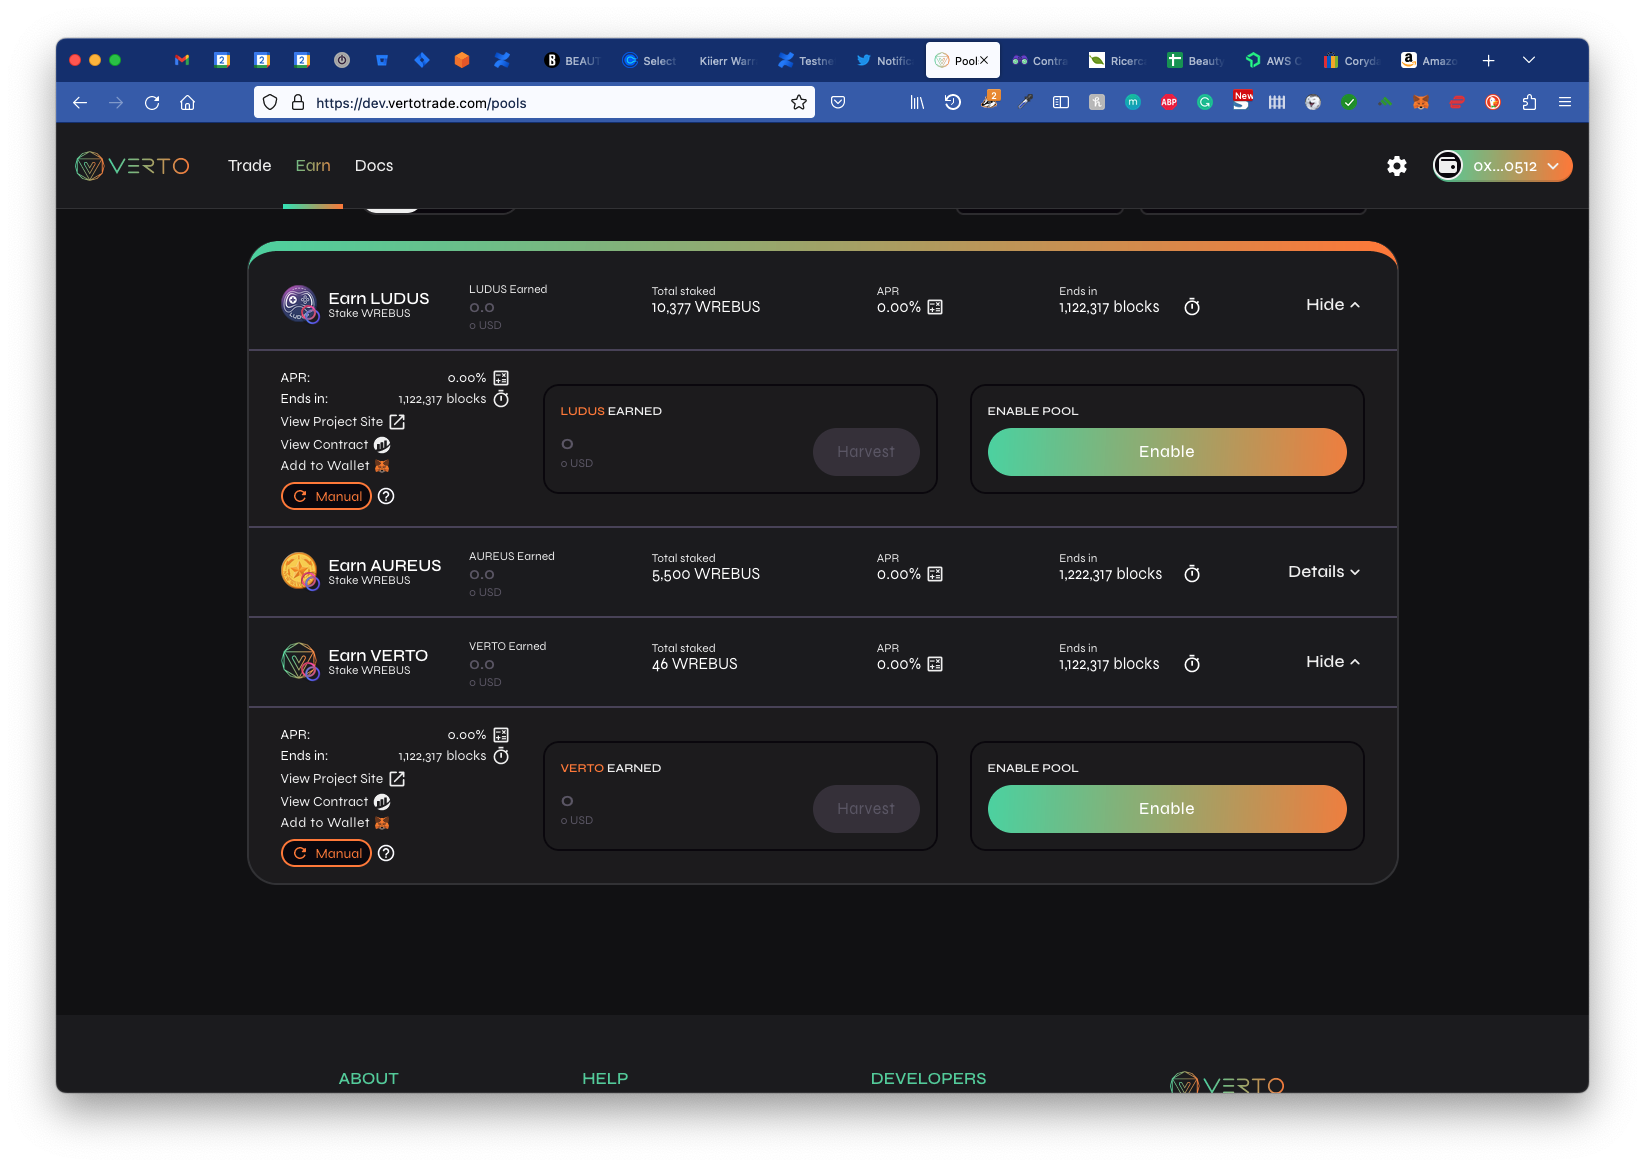 2
2
2
B BEAUT
Select
Kiierr Warr
Testne
Notific
Pools
Contra
Ricerc
Beauty
AWS C
Coryda
Amazo
https://dev.vertotrade.com/pools
2
m
ABP
G
New
VERTO
Trade
Earn
Docs
0x...0512
Earn LUDUS
Stake WREBUS
LUDUS Earned
0.0
0 USD
Total staked
10,377 WREBUS
APR
0.00%
Ends in
1,122,317 blocks
Hide
APR: 0.00%
Ends in: 1,122,317 blocks
View Project Site
View Contract
Add to Wallet
Manual
LUDUS EARNED
0
0 USD
Harvest
ENABLE POOL
Enable
Earn AUREUS
Stake WREBUS
AUREUS Earned
0.0
0 USD
Total staked
5,500 WREBUS
APR
0.00%
Ends in
1,222,317 blocks
Details
Earn VERTO
Stake WREBUS
VERTO Earned
0.0
0 USD
Total staked
46 WREBUS
APR
0.00%
Ends in
1,122,317 blocks
Hide
APR: 0.00%
Ends in: 1,122,317 blocks
View Project Site
View Contract
Add to Wallet
Manual
VERTO EARNED
0
0 USD
Harvest
ENABLE POOL
Enable
ABOUT
HELP
DEVELOPERS
VERTO